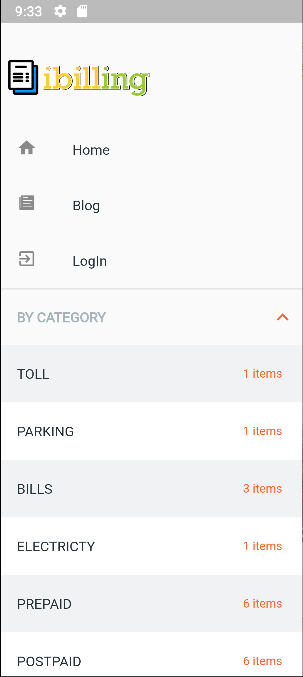 9:33
ibilling
Home
Blog
LogIn
BY CATEGORY
TOLL 1 items
PARKING 1 items
BILLS 3 items
ELECTRICTY 1 items
PREPAID 6 items
POSTPAID 6 items